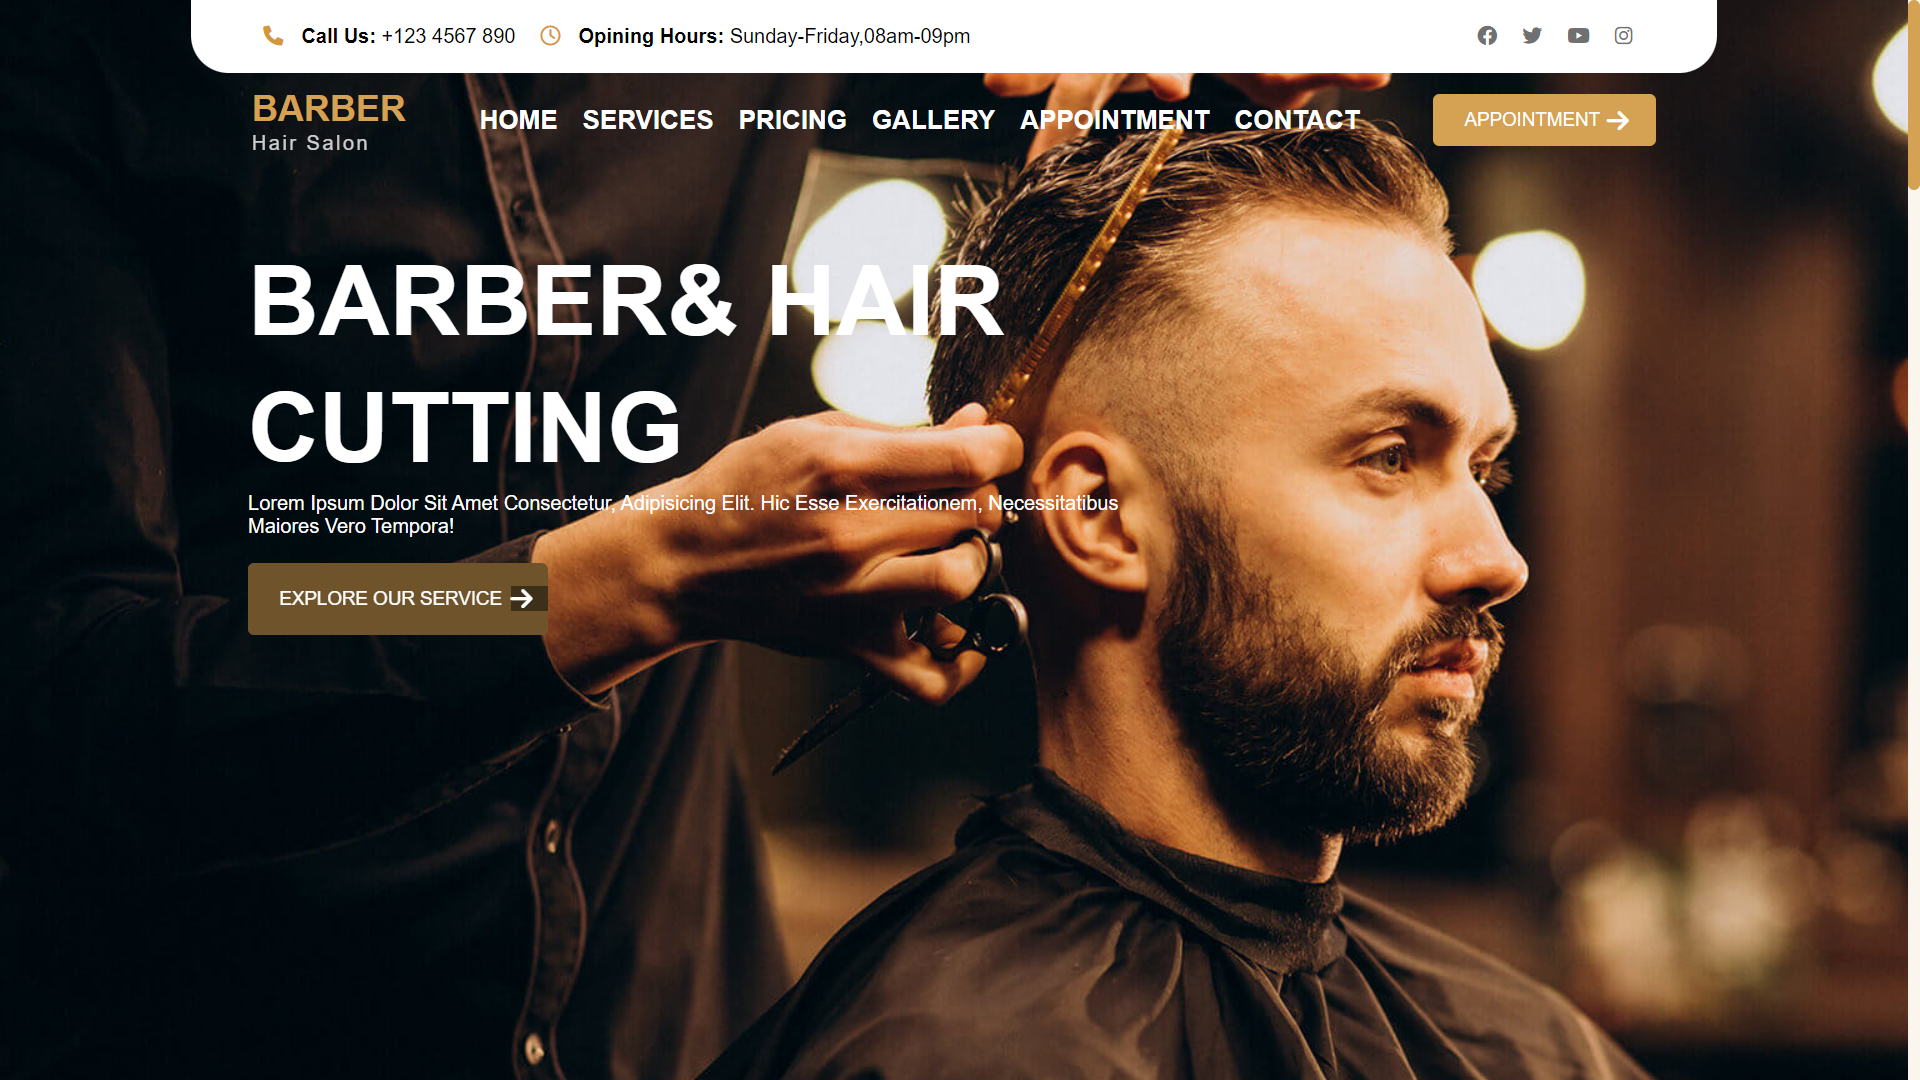 Call Us: +123 4567 890 Opining Hours: Sunday-Friday,08am-09pm
BARBER
Hair Salon
HOME SERVICES PRICING GALLERY APPOINTMENT CONTACT APPOINTMENT
BARBER& HAIR
CUTTING
Lorem Ipsum Dolor Sit Amet Consectetur, Adipisicing Elit. Hic Esse Exercitationem, Necessitatibus
Maiores Vero Tempora!
EXPLORE OUR SERVICE